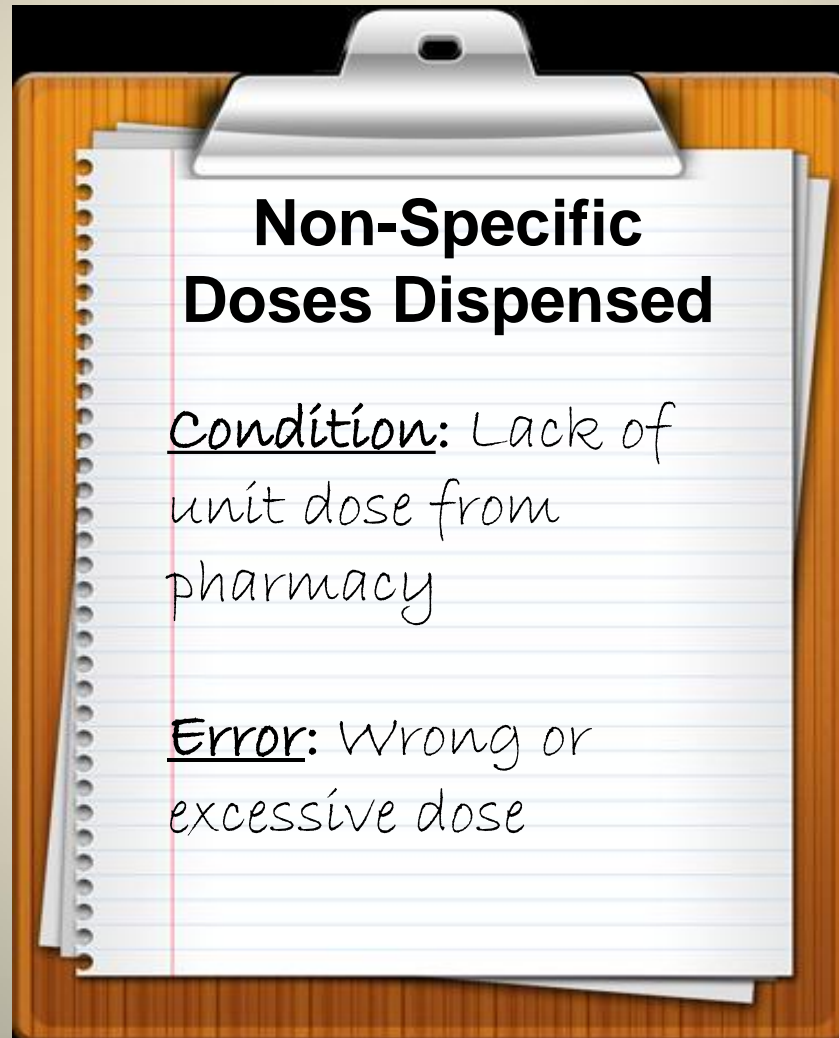 Non-Specific
Doses Dispensed
Condition: Lack of
unit dose from
pharmacy
Error: Wrong or
excessive dose